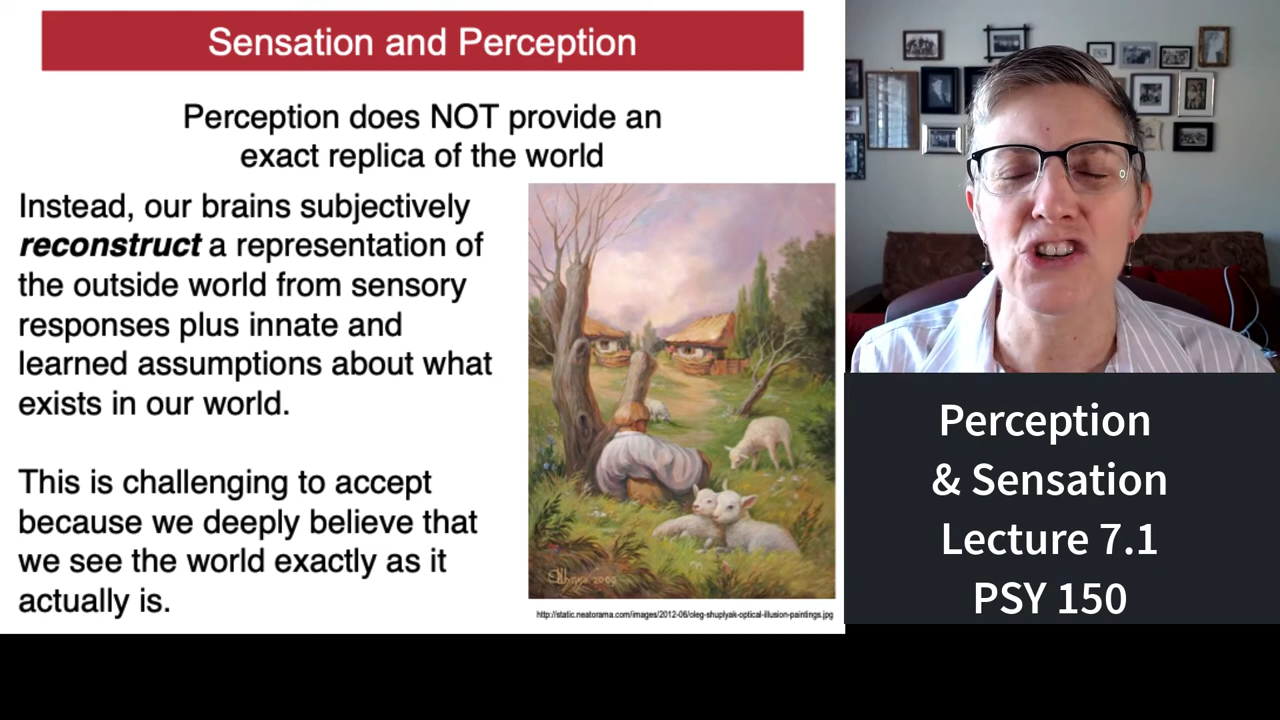 Sensation and Perception
Perception does NOT provide an
exact replica of the world
Instead, our brains subjectively
reconstruct a representation of
the outside world from sensory
responses plus innate and
learned assumptions about what
exists in our world.
This is challenging to accept
because we deeply believe that
we see the world exactly as it
actually is.
2009
http://static.neatorama.com/images/2012-06/oleg-shuplyak-optical-illusion-paintings.jpg
Perception
& Sensation
Lecture 7.1
PSY 150